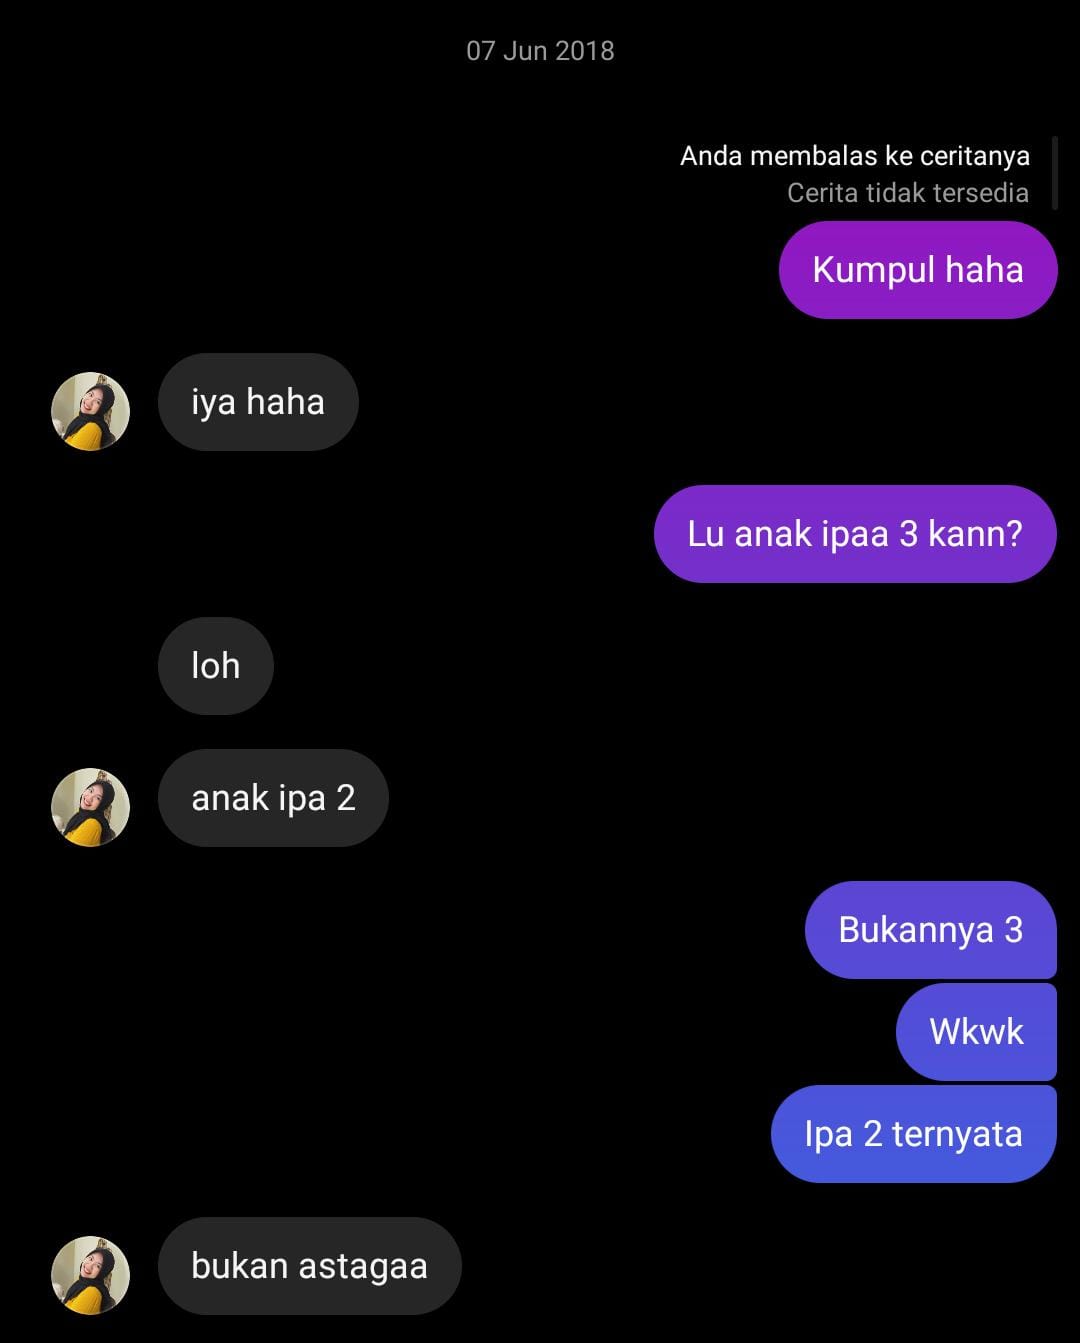 07 Jun 2018
Anda membalas ke ceritanya
Cerita tidak tersedia
Kumpul haha
iya haha
Lu anak ipaa 3 kann?
loh
anak ipa 2
Bukannya 3
Wkwk
Ipa 2 ternyata
bukan astagaa